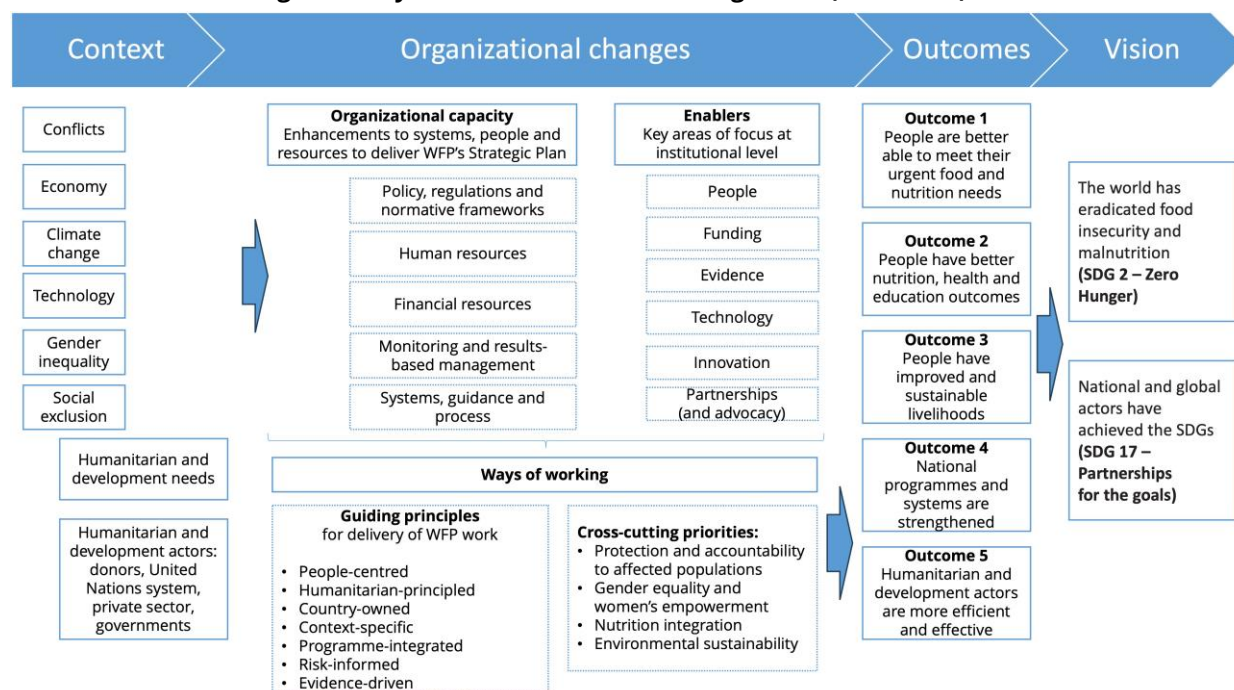 Context
Organizational changes
Outcomes
Vision
Conflicts
Economy
Climate
change
Technology
Gender
inequality
Social
exclusion
Humanitarian and
development needs
Humanitarian and
development actors:
donors, United
Nations system,
private sector,
governments
Organizational capacity
Enhancements to systems, people and
resources to deliver WFP's Strategic Plan
Policy, regulations and
normative frameworks
Human resources
Financial resources
Monitoring and results-
based management
Systems, guidance and
process
Enablers
Key areas of focus at
institutional level
People
Funding
Evidence
Technology
Innovation
Partnerships
(and advocacy)
Ways of working
Guiding principles
for delivery of WFP work
• People-centred
• Humanitarian-principled
• Country-owned
• Context-specific
• Programme-integrated
• Risk-informed
• Evidence-driven
Cross-cutting priorities:
• Protection and accountability
to affected populations
• Gender equality and
women's empowerment
• Nutrition integration
• Environmental sustainability
Outcome 1
People are better
able to meet their
urgent food and
nutrition needs
Outcome 2
People have better
nutrition, health and
education outcomes
Outcome 3
People have
improved and
sustainable
livelihoods
Outcome 4
National
programmes and
systems are
strengthened
Outcome 5
Humanitarian and
development actors
are more efficient
and effective
The world has
eradicated food
insecurity and
malnutrition
(SDG 2 – Zero
Hunger)
National and global
actors have
achieved the SDGs
(SDG 17 –
Partnerships
for the goals)